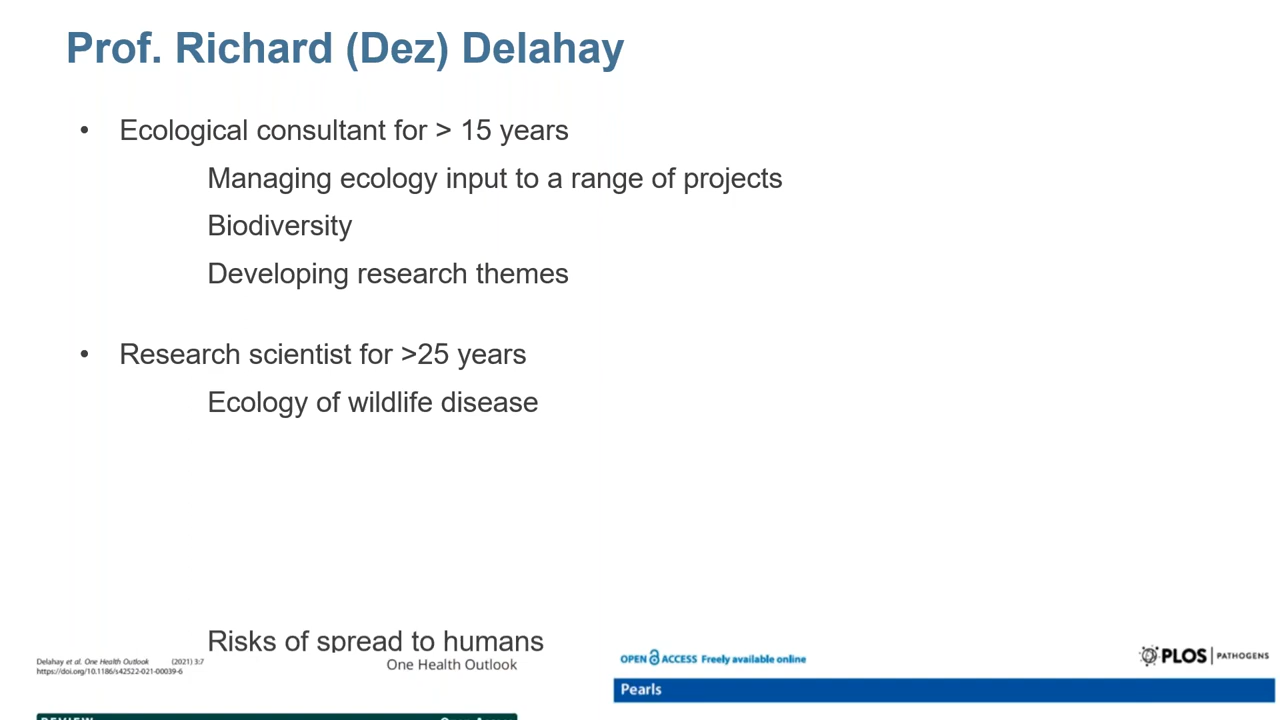 Prof. Richard (Dez) Delahay
• Ecological consultant for > 15 years
Managing ecology input to a range of projects
Biodiversity
Developing research themes
• Research scientist for >25 years
Ecology of wildlife disease
Risks of spread to humans
Delahay et al. One Health Outlook (2021) 3:7
https://doi.org/10.1186/s42522-021-00039-6
One Health Outlook
OPEN ACCESS Freely available online
PLOS | PATHOGENS
Pearls
REVIEW Open Access